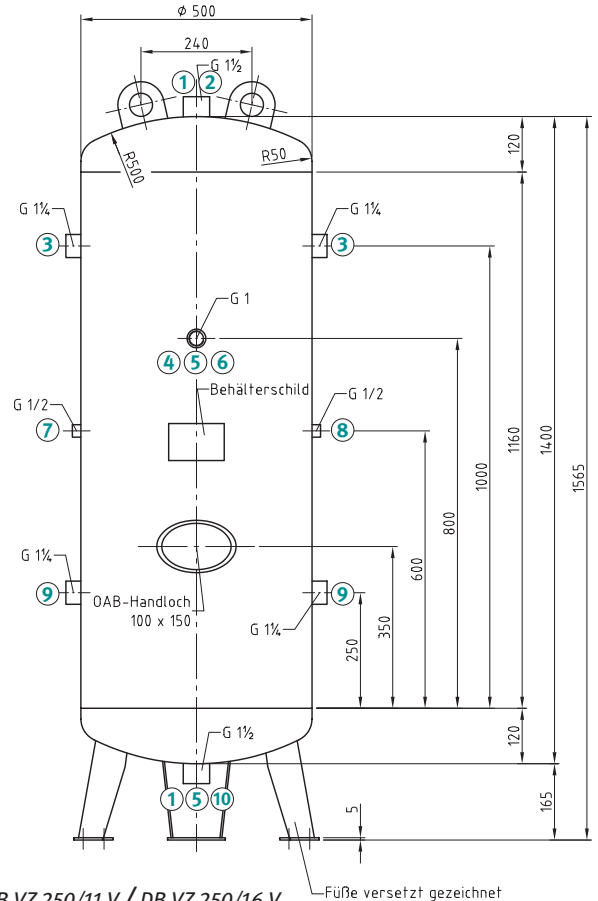 ϕ 500
240
1 2 G 1½
R500
R50
120
G 1¼
G 1¼
3
3
G 1
4 5 6
Behälterschild
G 1/2
G 1/2
7
8
1160
1400
1565
1000
800
600
350
250
G 1¼
9
9
OAB-Handloch
100 x 150
G 1¼
G 1½
120
1 5 10
5
165
Füße versetzt gezeichnet
B VZ 250/11 V / DB VZ 250/16 V